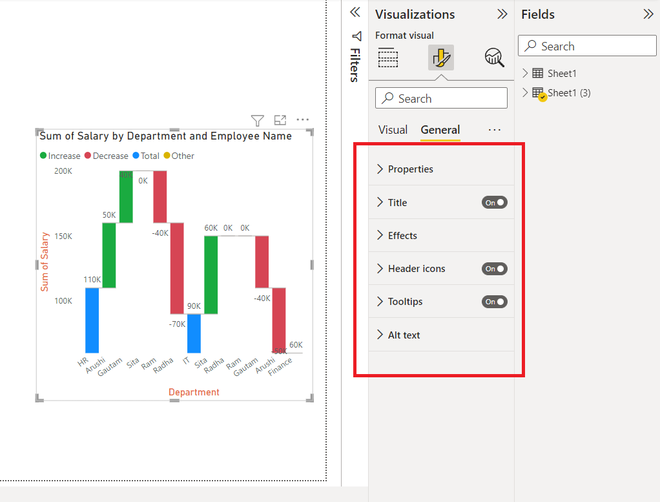 Visualizations
Fields
Format visual
Filters
Search
Search
Sheet1
Sheet1 (3)
Visual General ...
Properties
Title On
Effects
Header icons On
Tooltips On
Alt text
Sum of Salary by Department and Employee Name
Increase Decrease Total Other
200K
150K
100K
Sum of Salary
110K
50K
0K
-40K
-70K
90K
60K
0K
0K
-40K
60K
HR
Arushi
Gautam
Sita
Ram
Radha
IT
Sita
Radha
Ram
Gautam
Arushi
Finance
Department